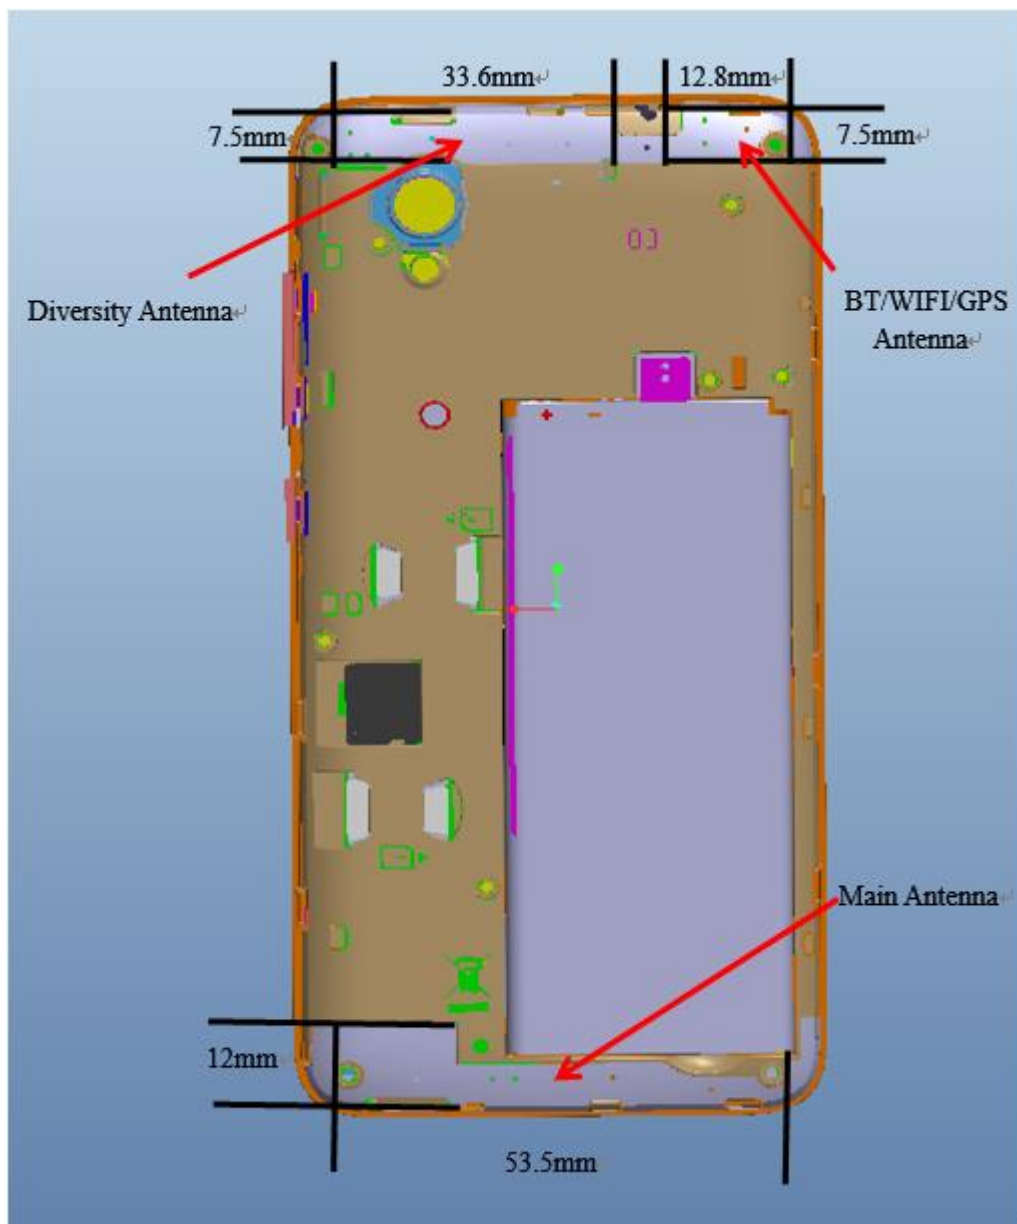 33.6mm
12.8mm
7.5mm
7.5mm
Diversity Antenna
BT/WIFI/GPS
Antenna
+ -
Main Antenna
12mm
53.5mm